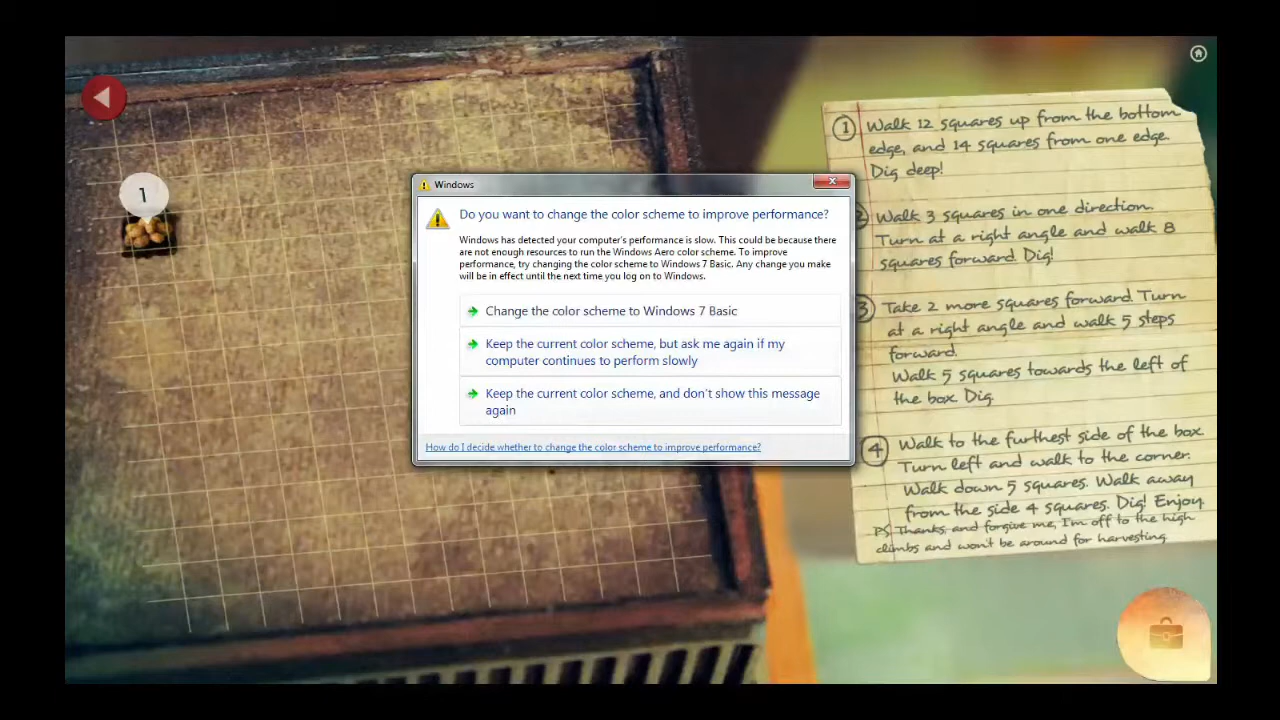 1
Windows
Do you want to change the color scheme to improve performance?
Windows has detected your computer's performance is slow. This could be because there
are not enough resources to run the Windows Aero color scheme. To improve
performance, try changing the color scheme to Windows 7 Basic. Any change you make
will be in effect until the next time you log on to Windows.
Change the color scheme to Windows 7 Basic
Keep the current color scheme, but ask me again if my
computer continues to perform slowly
Keep the current color scheme, and don't show this message
again
How do I decide whether to change the color scheme to improve performance?
1 Walk 12 squares up from the bottom
edge, and 14 squares from one edge.
Dig deep!
2 Walk 3 squares in one direction.
Turn at a right angle and walk 8
squares forward. Dig!
3 Take 2 more squares forward. Turn
at a right angle and walk 5 steps
forward.
Walk 5 squares towards the left of
the box. Dig.
4 Walk to the furthest side of the box.
Turn left and walk to the corner.
Walk down 5 squares. Walk away
from the side 4 squares. Dig! Enjoy.
PS Thanks, and forgive me, I'm off to the high
climbs and won't be around for harvesting